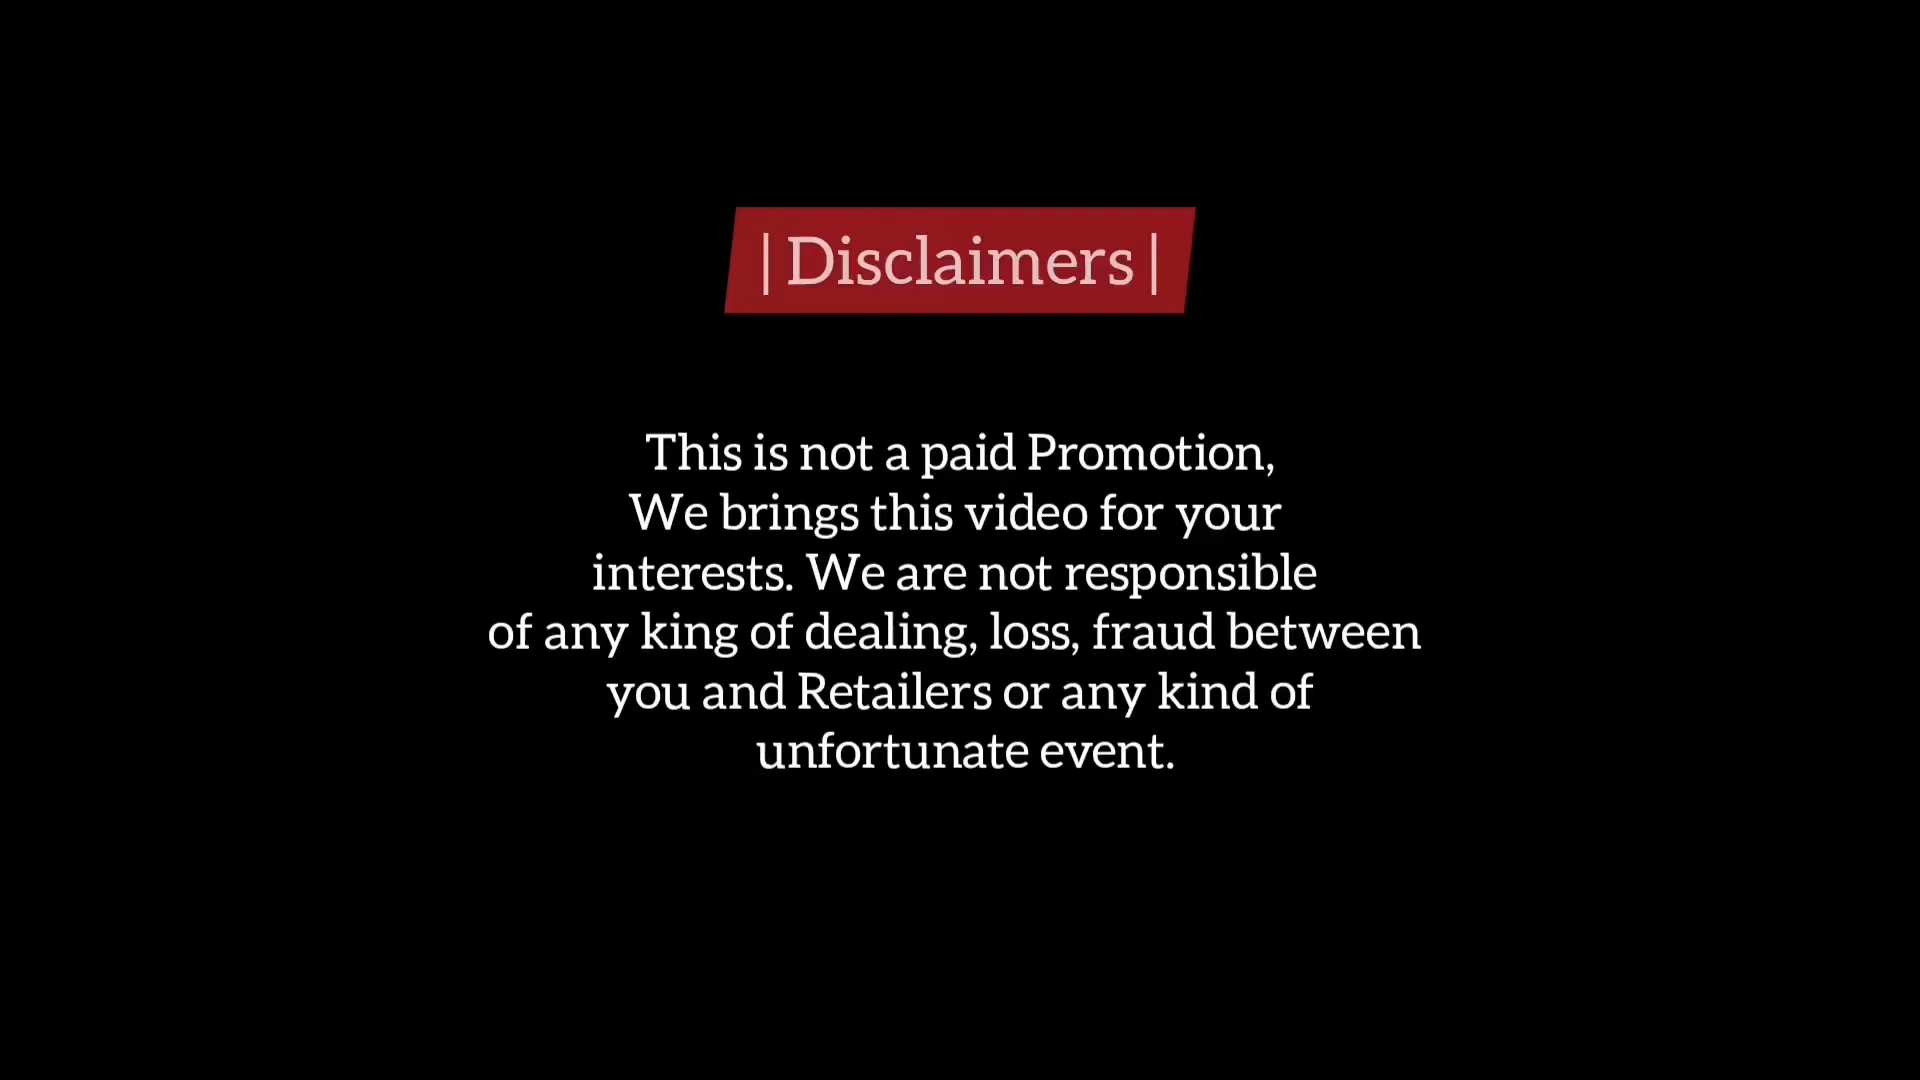 | Disclaimers |
This is not a paid Promotion,
We brings this video for your
interests. We are not responsible
of any king of dealing, loss, fraud between
you and Retailers or any kind of
unfortunate event.